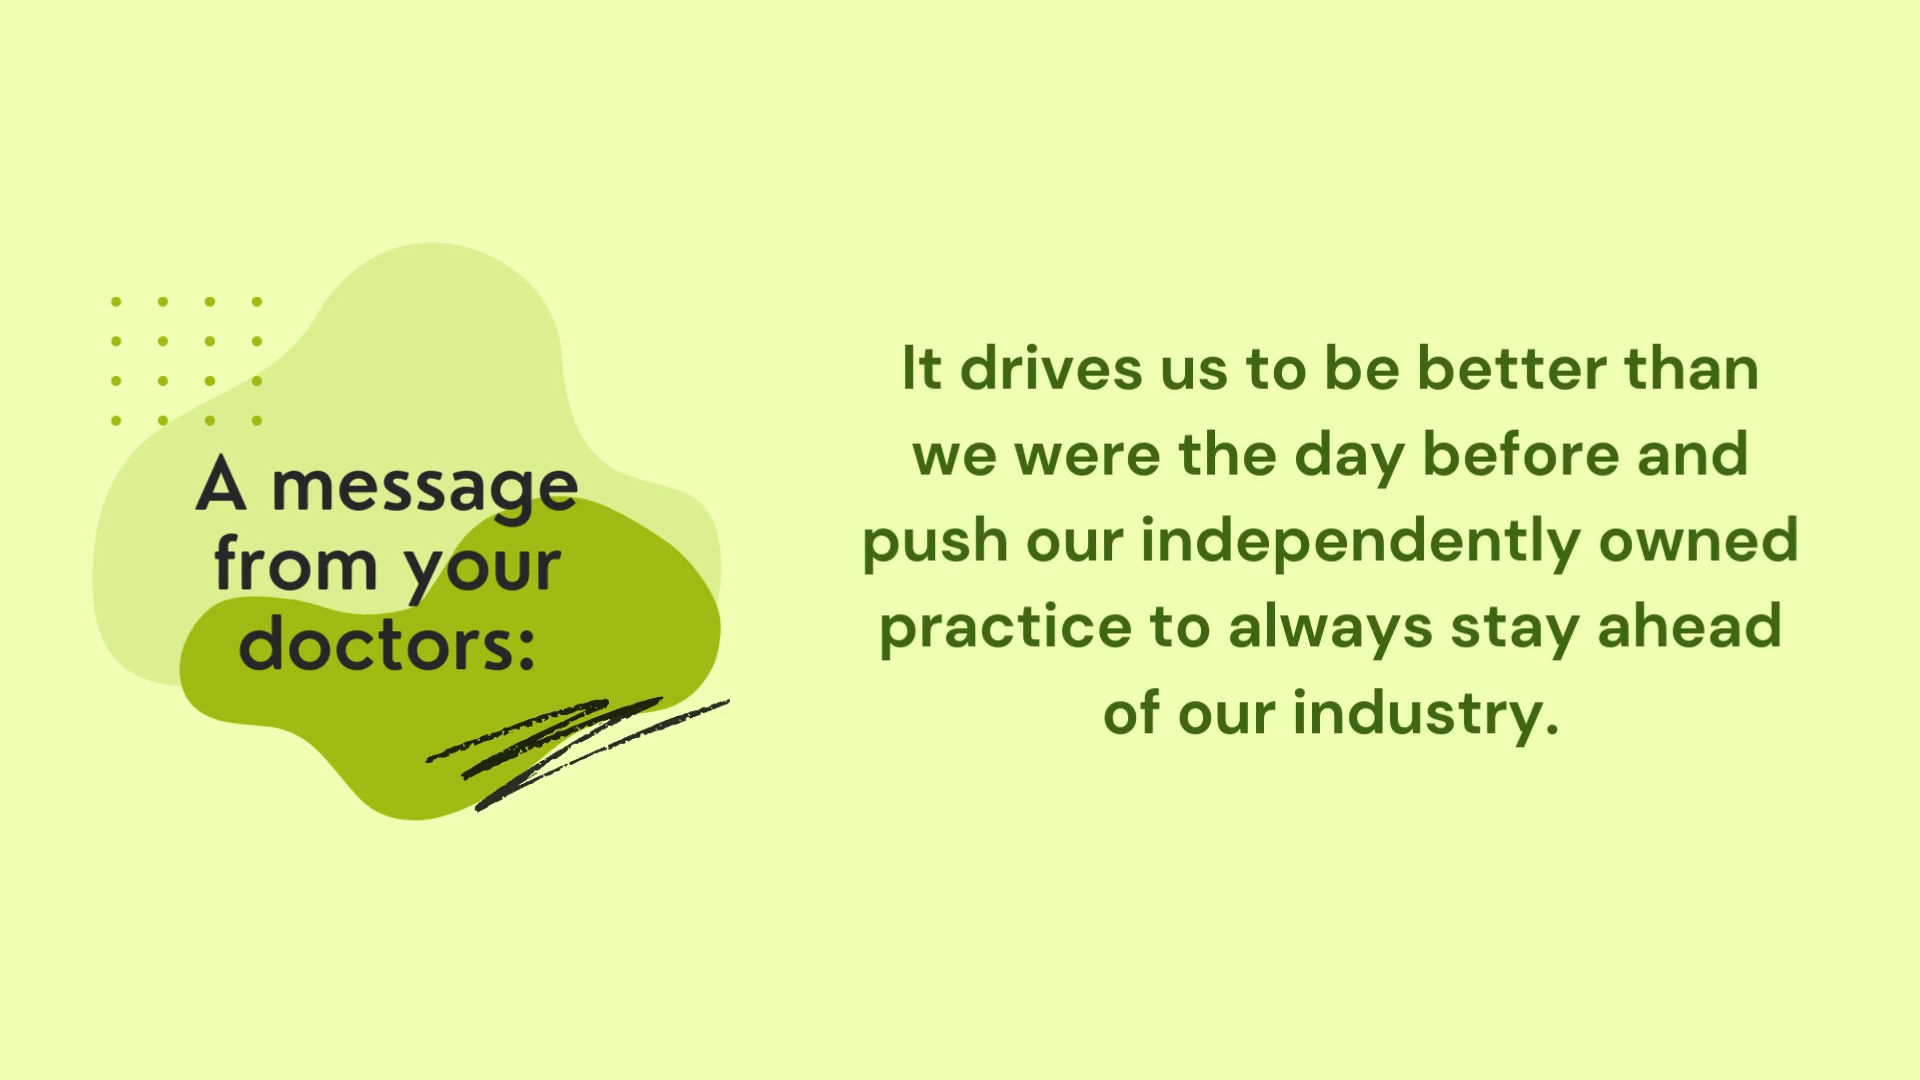 A message
from your
doctors:
It drives us to be better than
we were the day before and
push our independently owned
practice to always stay ahead
of our industry.